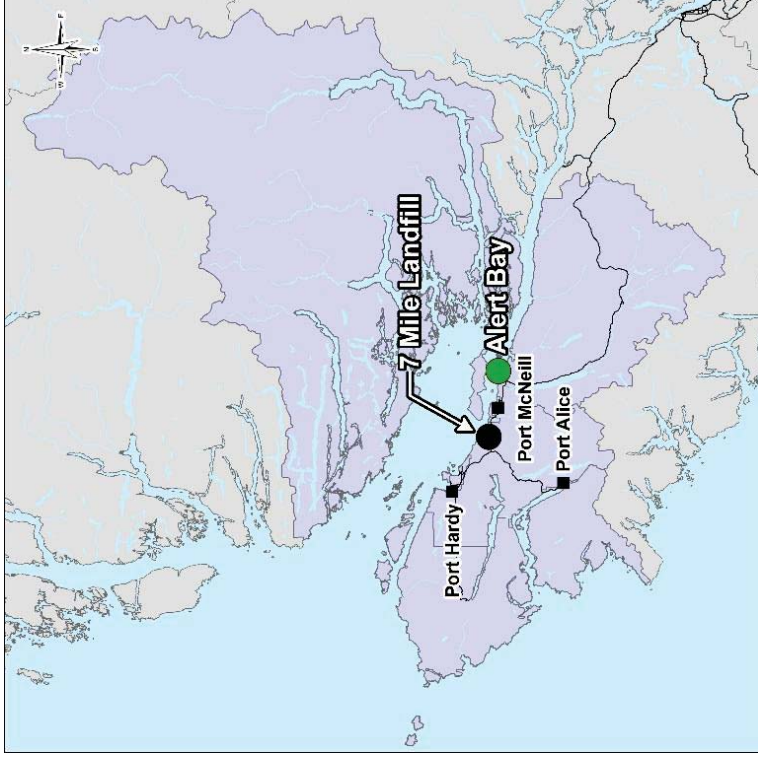 N
W
E
S
7 Mile Landfill
Alert Bay
Port McNeill
Port Hardy
Port Alice